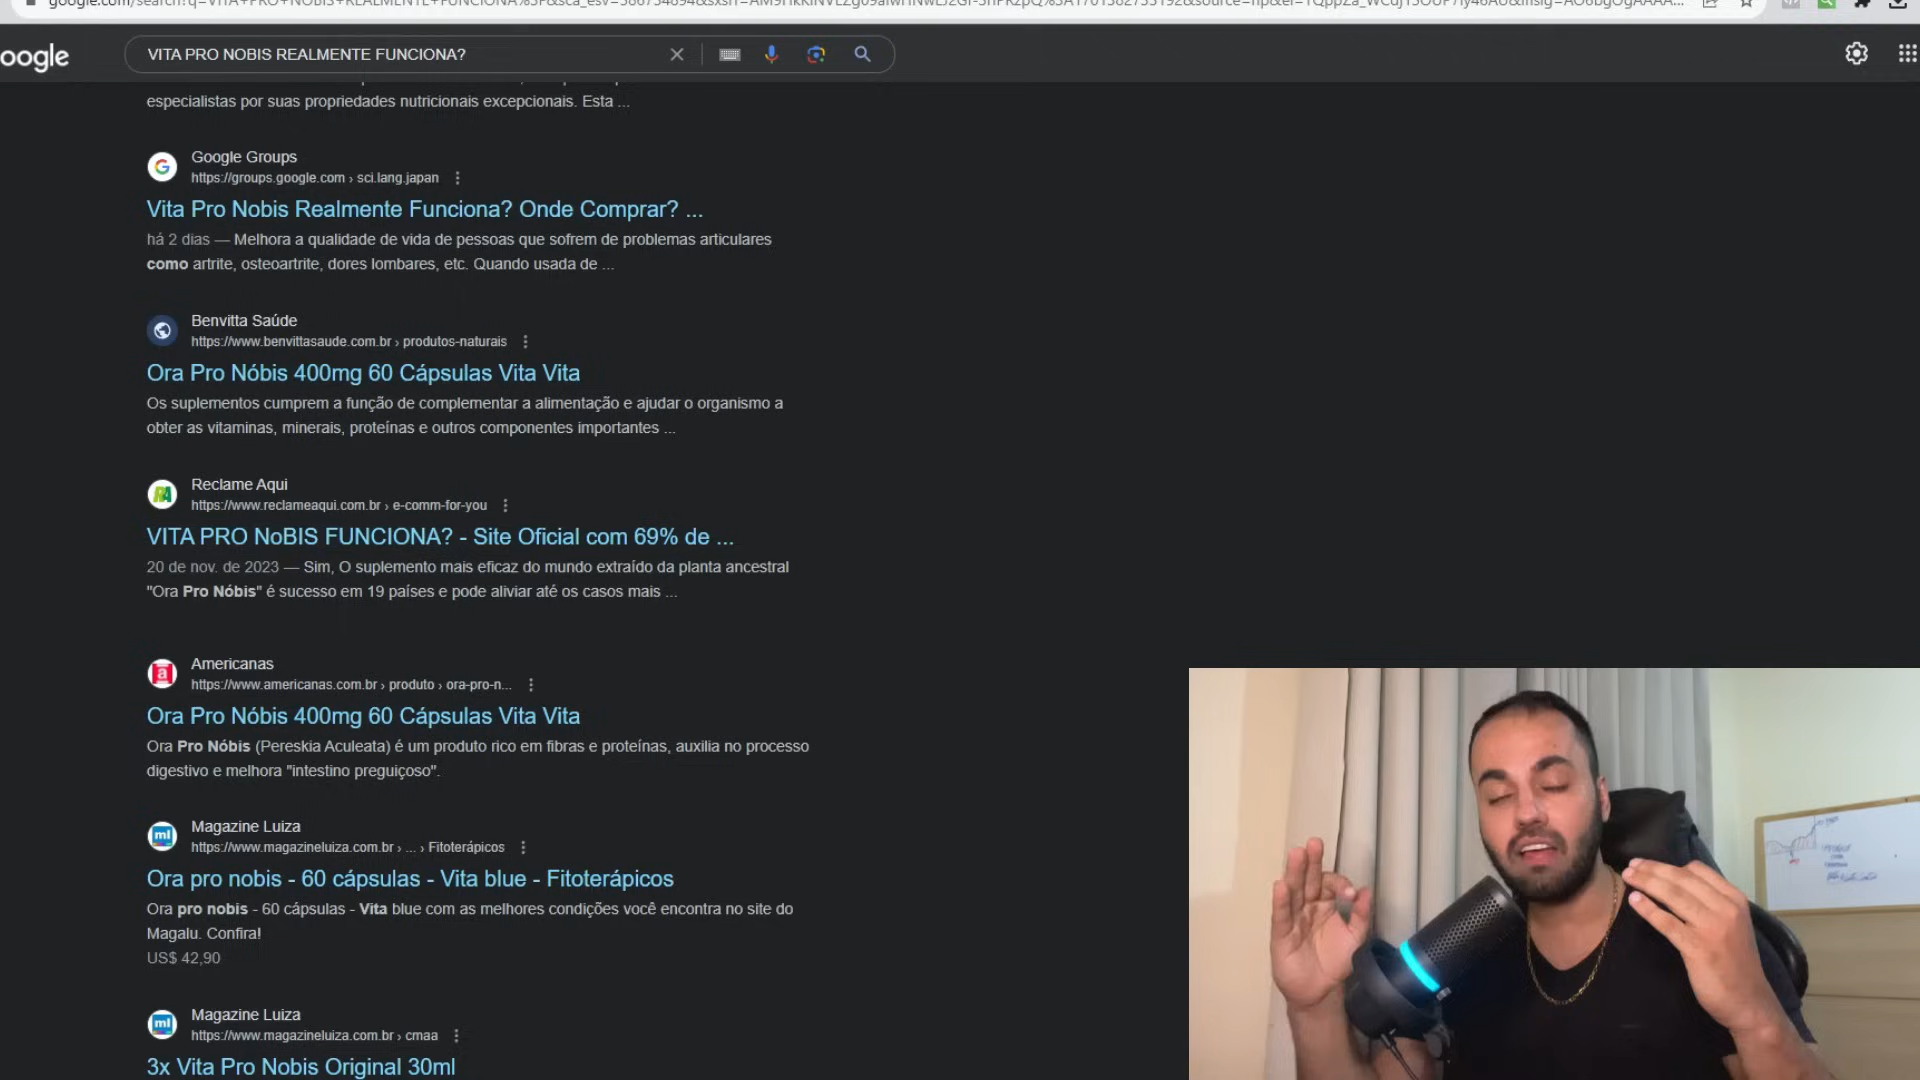 oogle
VITA PRO NOBIS REALMENTE FUNCIONA?
especialistas por suas propriedades nutricionais excepcionais. Esta ...
Google Groups
https://groups.google.com › sci.lang.japan
Vita Pro Nobis Realmente Funciona? Onde Comprar? ...
há 2 dias — Melhora a qualidade de vida de pessoas que sofrem de problemas articulares
como artrite, osteoartrite, dores lombares, etc. Quando usada de ...
Benvitta Saúde
https://www.benvittasaude.com.br › produtos-naturais
Ora Pro Nóbis 400mg 60 Cápsulas Vita Vita
Os suplementos cumprem a função de complementar a alimentação e ajudar o organismo a
obter as vitaminas, minerais, proteínas e outros componentes importantes ...
Reclame Aqui
https://www.reclameaqui.com.br › e-comm-for-you
VITA PRO NoBIS FUNCIONA? - Site Oficial com 69% de ...
20 de nov. de 2023 — Sim, O suplemento mais eficaz do mundo extraído da planta ancestral
"Ora Pro Nóbis" é sucesso em 19 países e pode aliviar até os casos mais ...
Americanas
https://www.americanas.com.br › produto › ora-pro-n...
Ora Pro Nóbis 400mg 60 Cápsulas Vita Vita
Ora Pro Nóbis (Pereskia Aculeata) é um produto rico em fibras e proteínas, auxilia no processo
digestivo e melhora "intestino preguiçoso".
Magazine Luiza
https://www.magazineluiza.com.br › ... › Fitoterápicos
Ora pro nobis - 60 cápsulas - Vita blue - Fitoterápicos
Ora pro nobis - 60 cápsulas - Vita blue com as melhores condições você encontra no site do
Magalu. Confira!
US$ 42,90
Magazine Luiza
https://www.magazineluiza.com.br › cmaa
3x Vita Pro Nobis Original 30ml